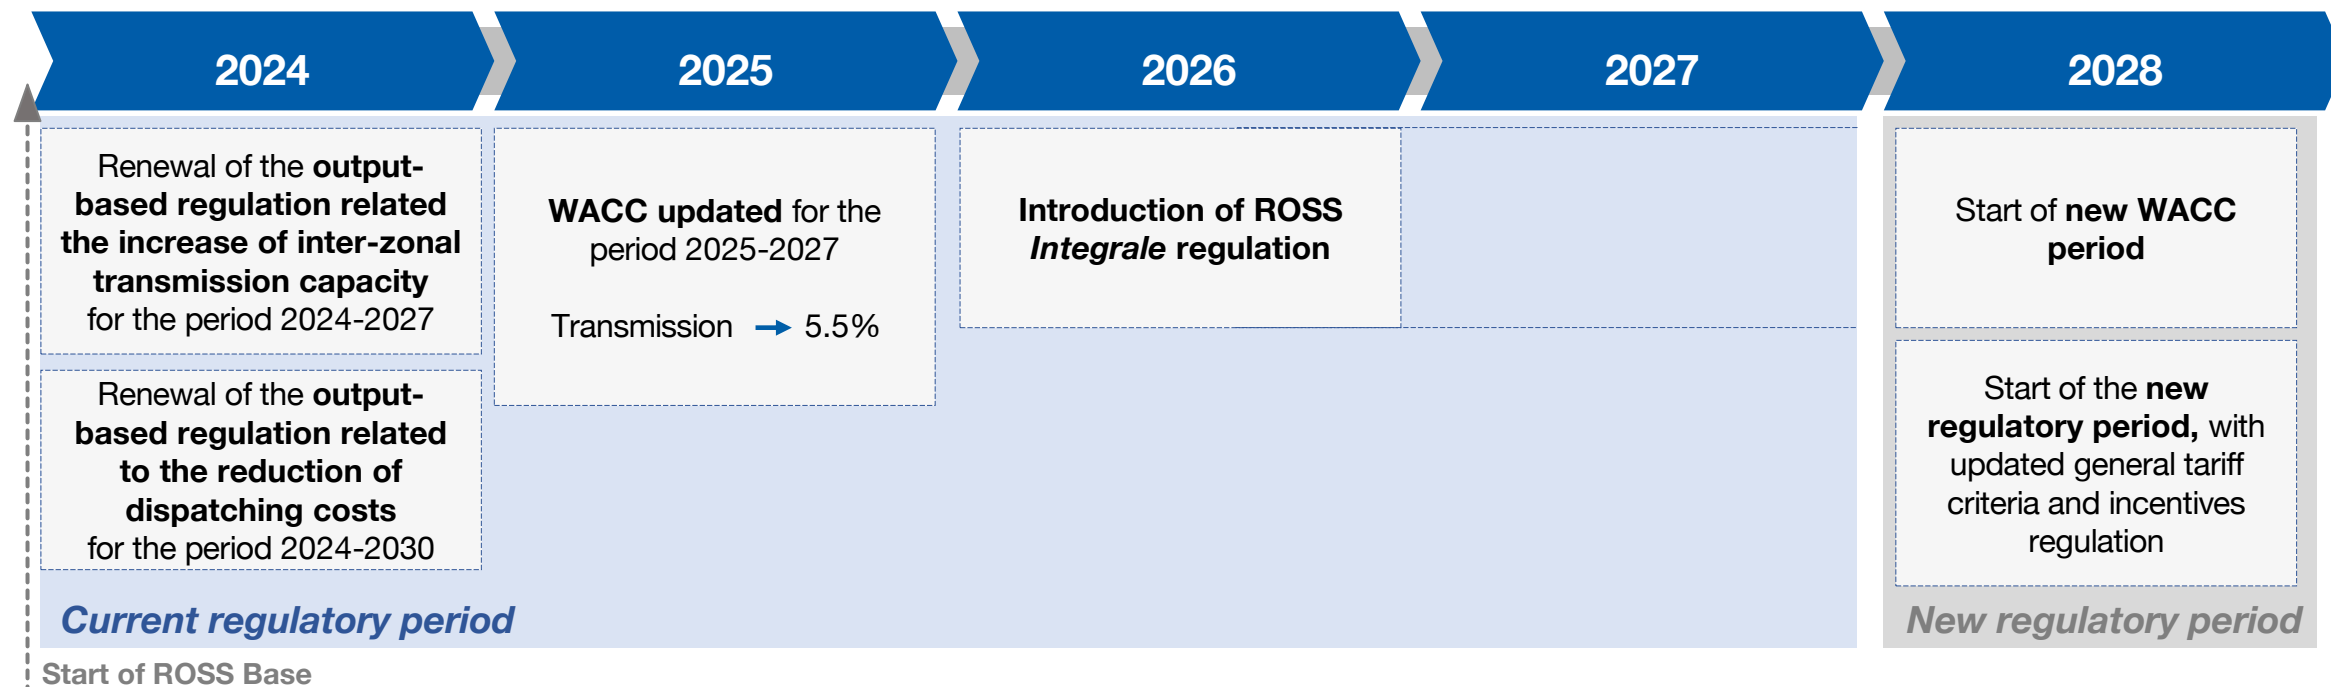 2024
2025
2026
2027
2028
Renewal of the output-
based regulation related
the increase of inter-zonal
transmission capacity
for the period 2024-2027
Renewal of the output-
based regulation related
to the reduction of
dispatching costs
for the period 2024-2030
WACC updated for the
period 2025-2027
Transmission → 5.5%
Introduction of ROSS
Integrale regulation
Start of new WACC
period
Start of the new
regulatory period, with
updated general tariff
criteria and incentives
regulation
Current regulatory period
New regulatory period
Start of ROSS Base